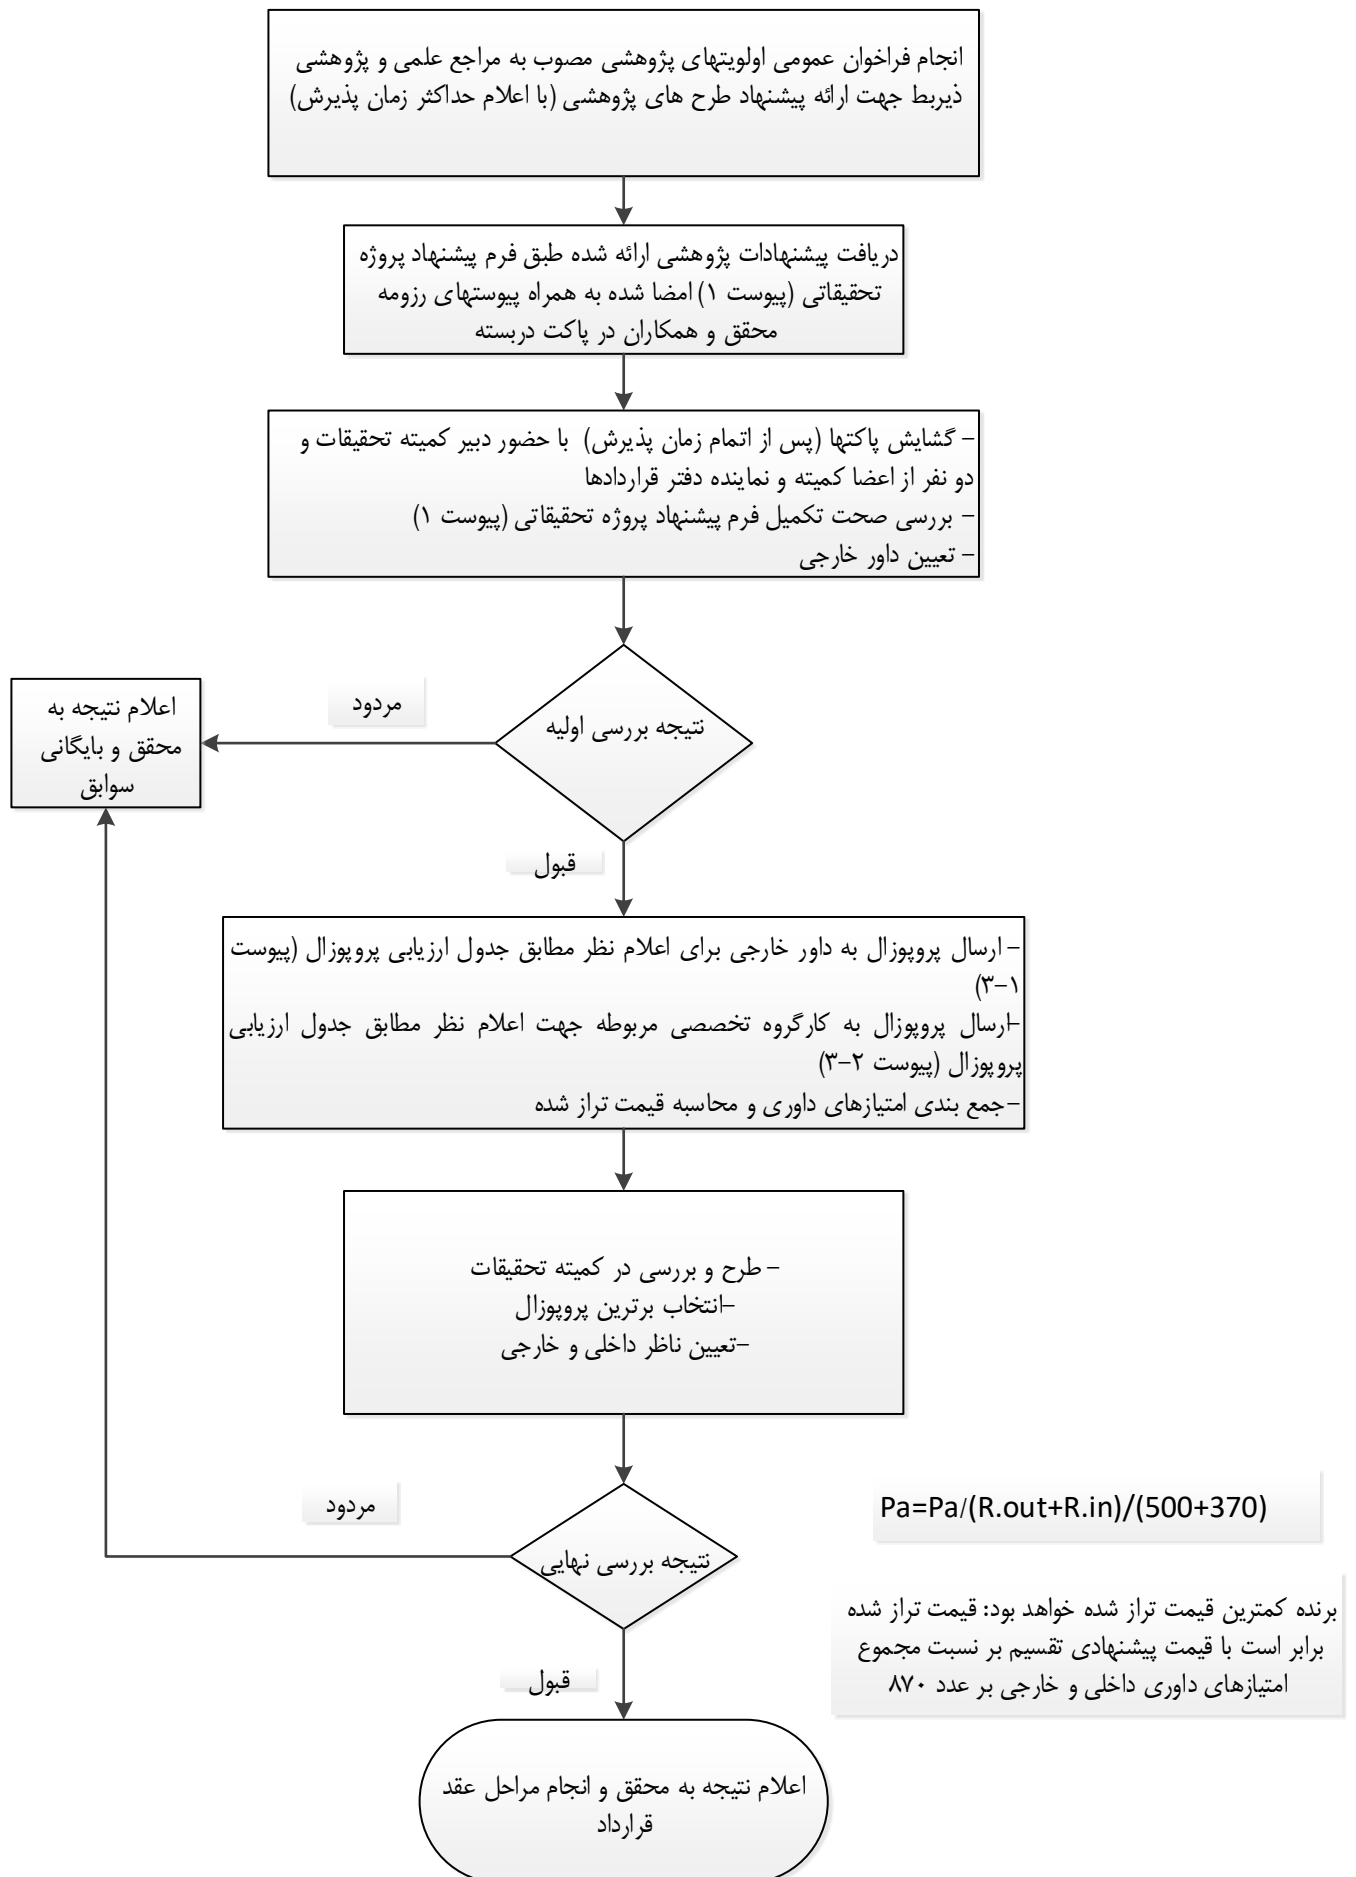 انجام فراخوان عمومی اولویتهای پژوهشی مصوب به مراجع علمی و پژوهشی
ذیربط جهت ارائه پیشنهاد طرح های پژوهشی (با اعلام حداکثر زمان پذیرش)
دریافت پیشنهادات پژوهشی ارائه شده طبق فرم پیشنهاد پروژه
تحقیقاتی (پیوست ۱) امضا شده به همراه پیوستهای رزومه
محقق و همکاران در پاکت دربسته
- گشایش پاکتها (پس از اتمام زمان پذیرش) با حضور دبیر کمیته تحقیقات و
دو نفر از اعضا کمیته و نماینده دفتر قراردادها
- بررسی صحت تکمیل فرم پیشنهاد پروژه تحقیقاتی (پیوست ۱)
- تعیین داور خارجی
نتیجه بررسی اولیه
مردود
اعلام نتیجه به
محقق و بایگانی
سوابق
قبول
- ارسال پروپوزال به داور خارجی برای اعلام نظر مطابق جدول ارزیابی پروپوزال (پیوست
۳-۱)
-ارسال پروپوزال به کارگروه تخصصی مربوطه جهت اعلام نظر مطابق جدول ارزیابی
پروپوزال (پیوست ۲-۳)
-جمع بندی امتیازهای داوری و محاسبه قیمت تراز شده
- طرح و بررسی در کمیته تحقیقات
-انتخاب برترین پروپوزال
-تعیین ناظر داخلی و خارجی
نتیجه بررسی نهایی
مردود
Pa=Pa/(R.out+R.in)/(500+370)
برنده کمترین قیمت تراز شده خواهد بود: قیمت تراز شده
برابر است با قیمت پیشنهادی تقسیم بر نسبت مجموع
امتیازهای داوری داخلی و خارجی بر عدد ۸۷۰
قبول
اعلام نتیجه به محقق و انجام مراحل عقد
قرارداد